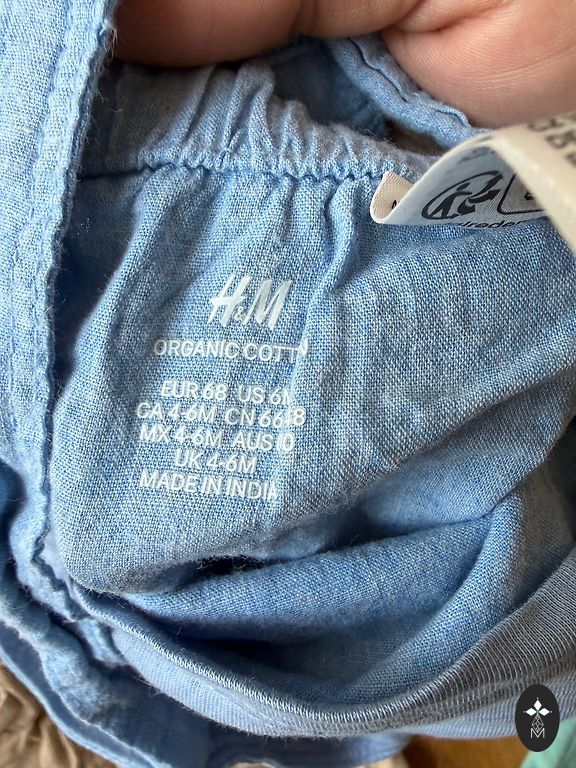 H&M
ORGANIC COTTN
EUR 68 US 6M
CA 4-6M CN 66/48
MX 4-6M AUS 0
UK 4-6M
MADE IN INDIA
M